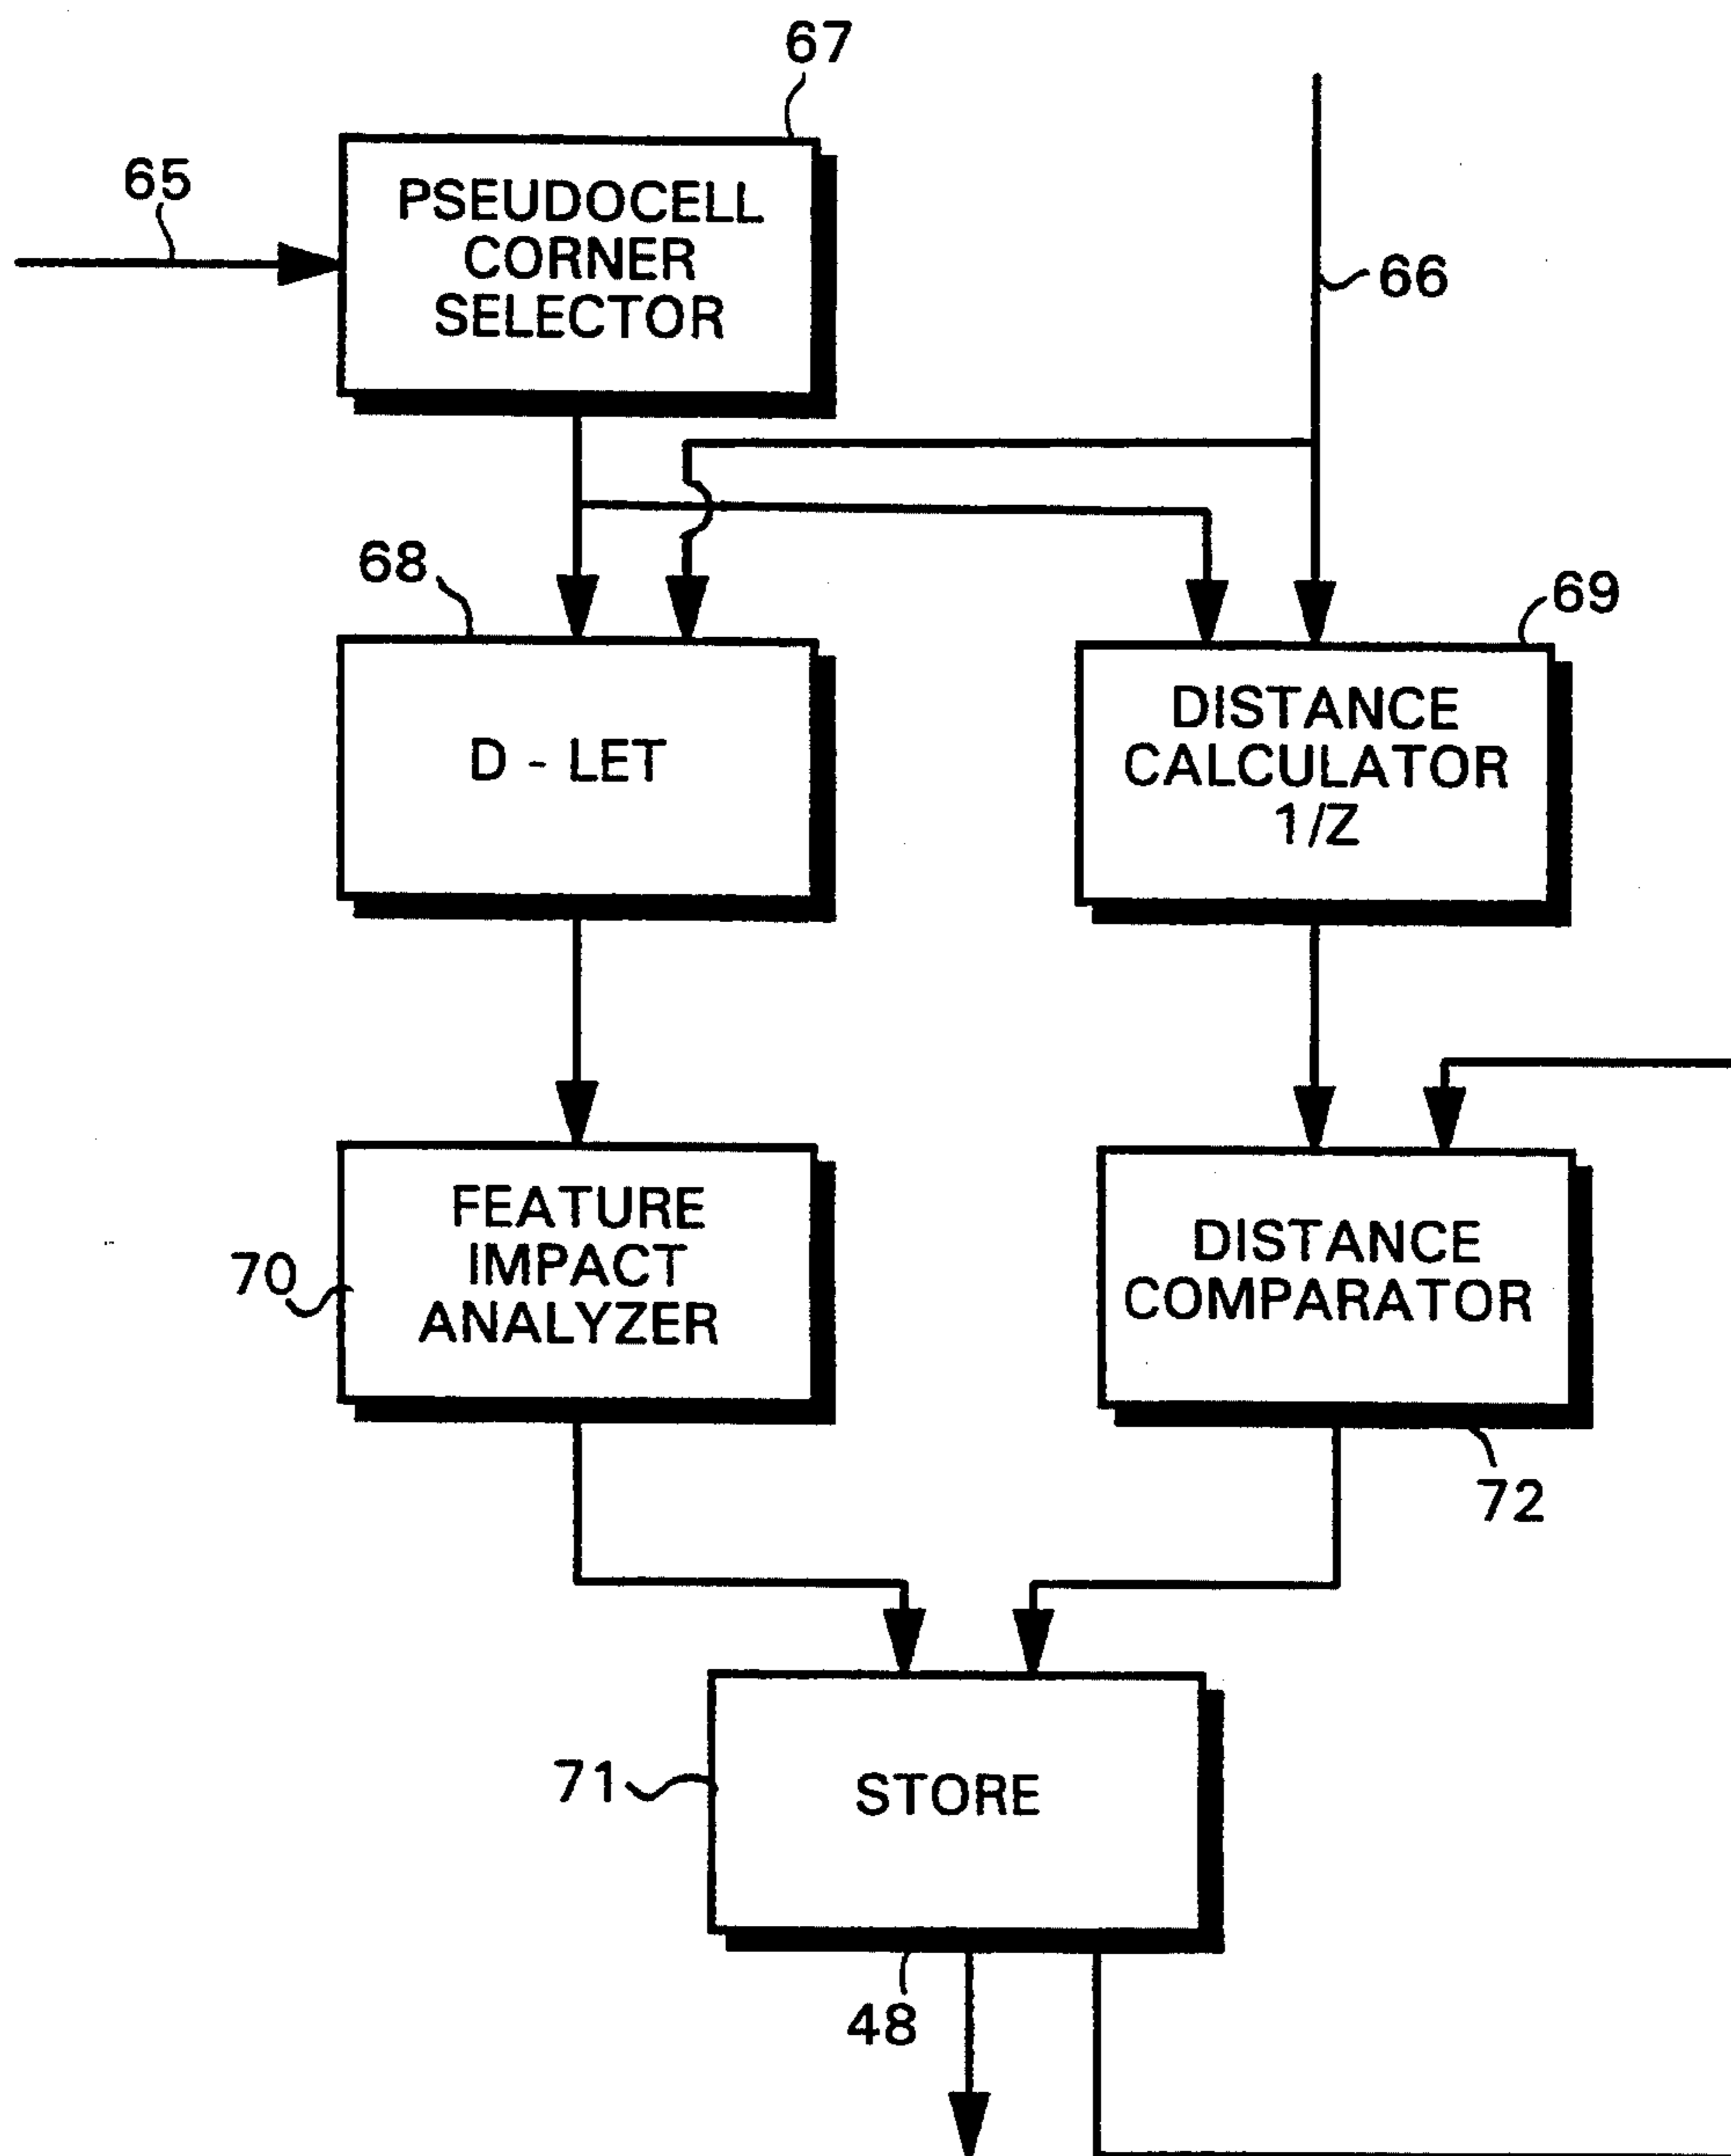 67
65
PSEUDOCELL
CORNER
SELECTOR
66
68
69
D - LET
DISTANCE
CALCULATOR
1/Z
70
FEATURE
IMPACT
ANALYZER
DISTANCE
COMPARATOR
72
71
STORE
48